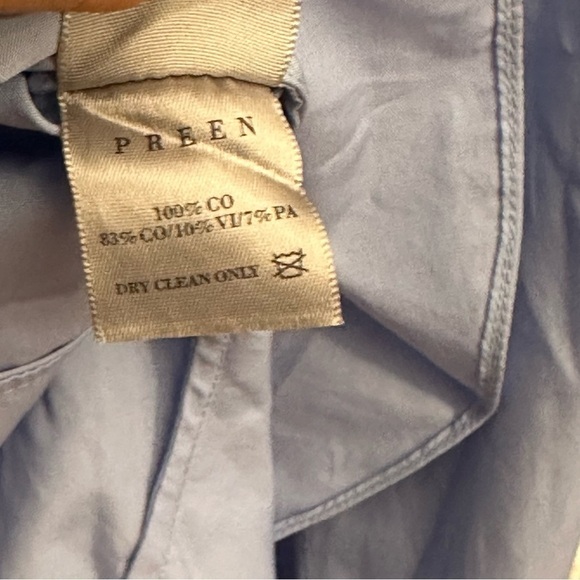 PREEN
100% CO
83% CO/10% VI/7% PA
DRY CLEAN ONLY